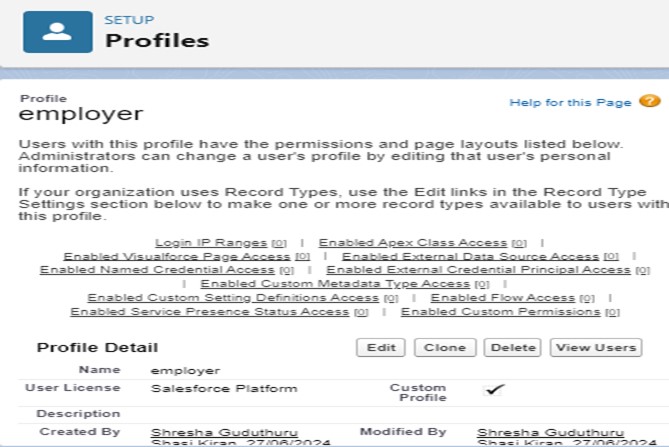 SETUP
Profiles
Profile
employer
Help for this Page
Users with this profile have the permissions and page layouts listed below.
Administrators can change a user's profile by editing that user's personal
information.
If your organization uses Record Types, use the Edit links in the Record Type
Settings section below to make one or more record types available to users with
this profile.
Login IP Ranges [0] | Enabled Apex Class Access [0] |
Enabled Visualforce Page Access [0] | Enabled External Data Source Access [0] |
Enabled Named Credential Access [0] | Enabled External Credential Principal Access [0]
| Enabled Custom Metadata Type Access [0] |
Enabled Custom Setting Definitions Access [0] | Enabled Flow Access [0] |
Enabled Service Presence Status Access [0] | Enabled Custom Permissions [0]
Profile Detail
Edit Clone Delete View Users
Name employer
User License Salesforce Platform Custom Profile
Description
Created By Shresha Guduthuru Modified By Shresha Guduthuru
Shasi Kiran, 27/06/2024 Shasi Kiran, 27/06/2024